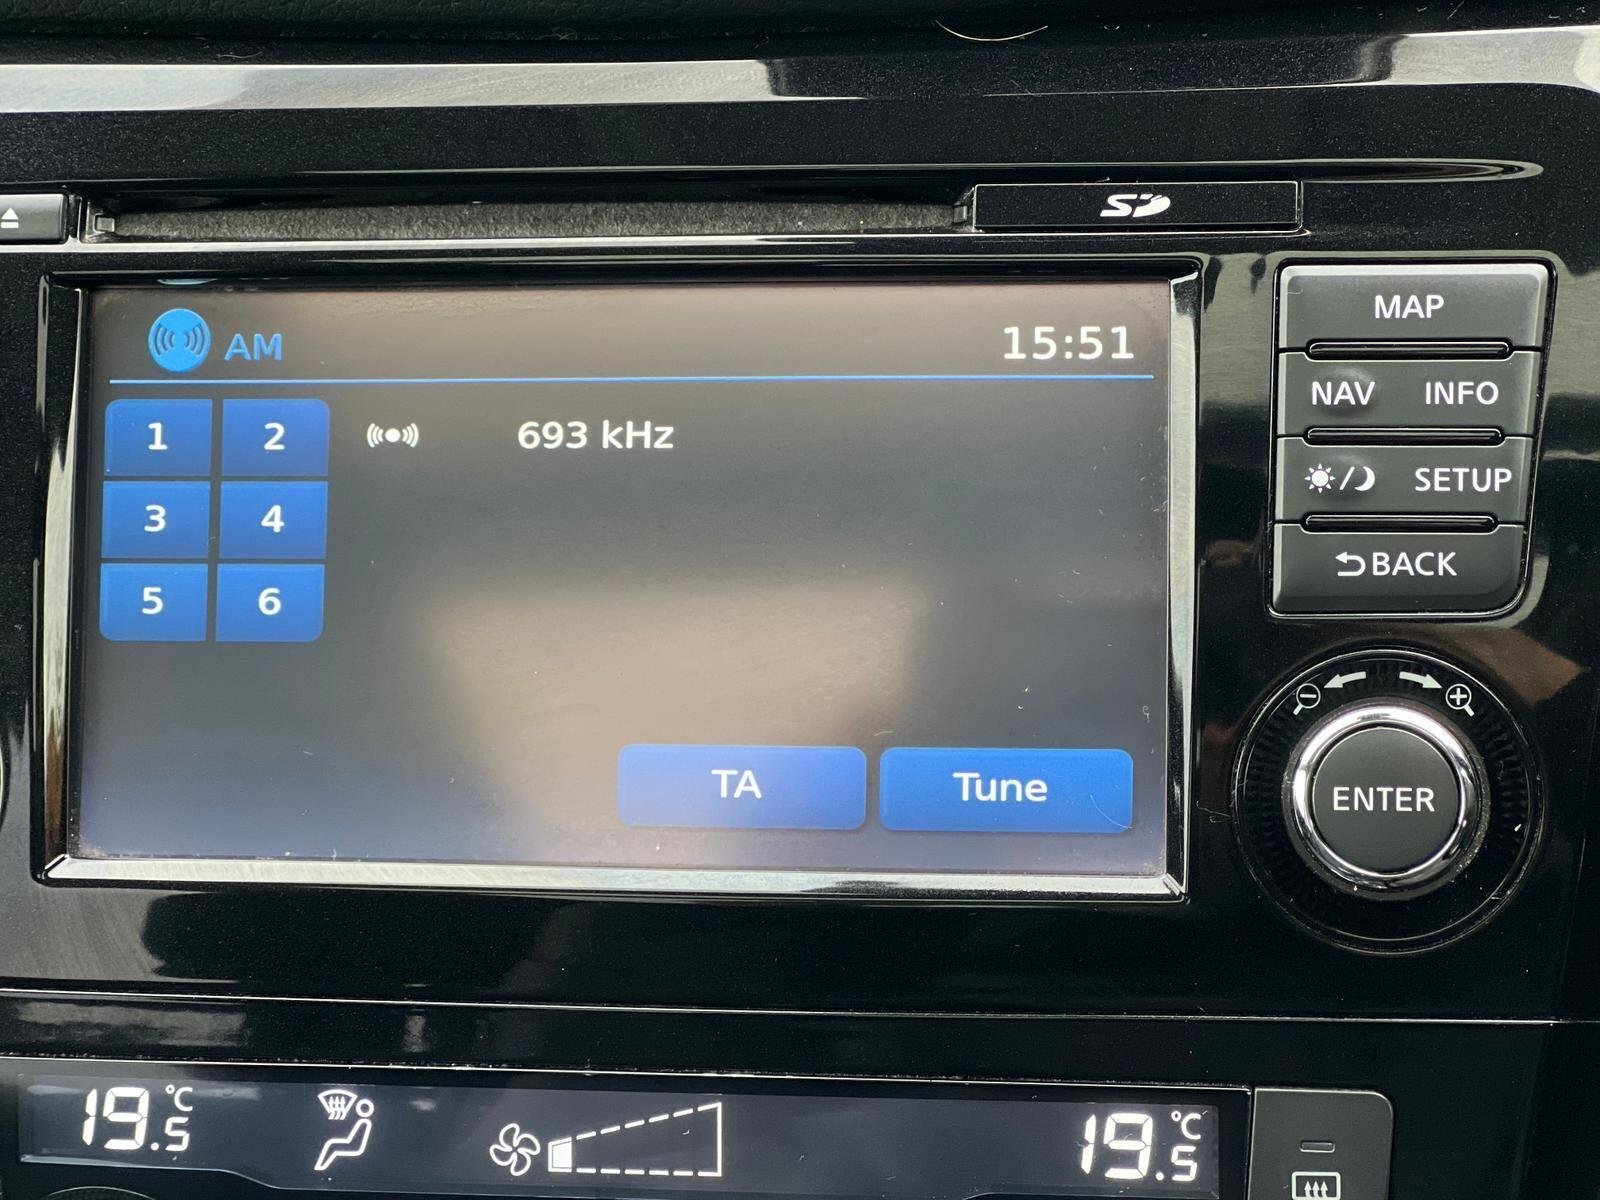 SD
AM 15:51
1 2 693 kHz
3 4
5 6
TA Tune
MAP
NAV INFO
/ SETUP
BACK
ENTER
19.5 °C 19.5 °C